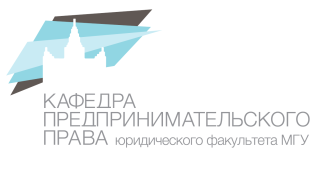 КАФЕДРА
ПРЕДПРИНИМАТЕЛЬСКОГО
ПРАВА юридического факультета МГУ